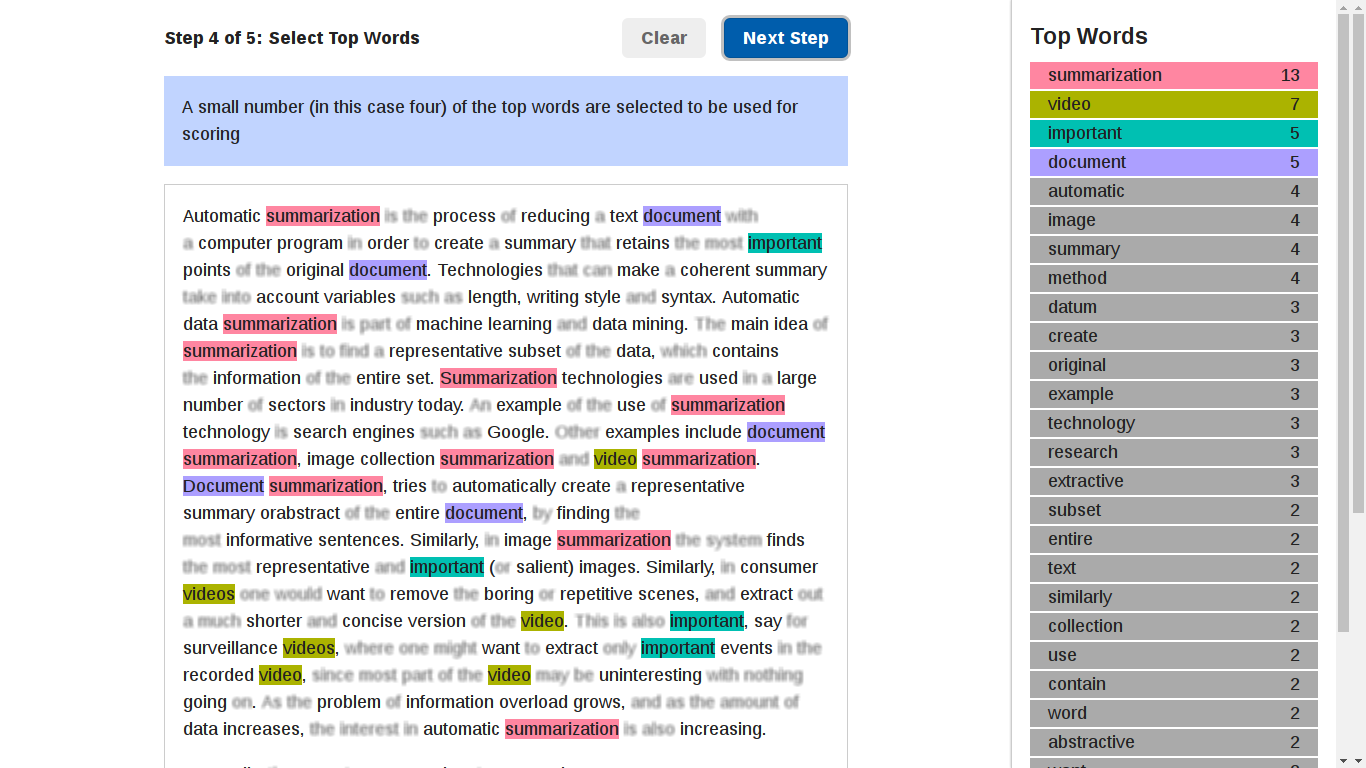 Step 4 of 5: Select Top Words
Clear
Next Step
A small number (in this case four) of the top words are selected to be used for
scoring
Automatic summarization is the process of reducing a text document with
a computer program in order to create a summary that retains the most important
points of the original document. Technologies that can make a coherent summary
take into account variables such as length, writing style and syntax. Automatic
data summarization is part of machine learning and data mining. The main idea of
summarization is to find a representative subset of the data, which contains
the information of the entire set. Summarization technologies are used in a large
number of sectors in industry today. An example of the use of summarization
technology is search engines such as Google. Other examples include document
summarization, image collection summarization and video summarization.
Document summarization, tries to automatically create a representative
summary orabstract of the entire document, by finding the
most informative sentences. Similarly, in image summarization the system finds
the most representative and important (or salient) images. Similarly, in consumer
videos one would want to remove the boring or repetitive scenes, and extract out
a much shorter and concise version of the video. This is also important, say for
surveillance videos, where one might want to extract only important events in the
recorded video, since most part of the video may be uninteresting with nothing
going on. As the problem of information overload grows, and as the amount of
data increases, the interest in automatic summarization is also increasing.
Top Words
summarization 13
video 7
important 5
document 5
automatic 4
image 4
summary 4
method 4
datum 3
create 3
original 3
example 3
technology 3
research 3
extractive 3
subset 2
entire 2
text 2
similarly 2
collection 2
use 2
contain 2
word 2
abstractive 2